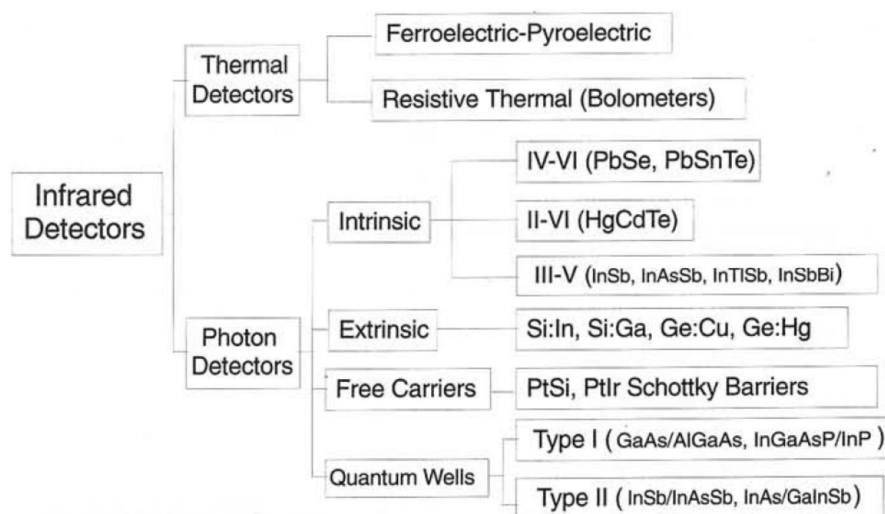 Ferroelectric-Pyroelectric
Thermal
Detectors
Resistive Thermal (Bolometers)
IV-VI (PbSe, PbSnTe)
Infrared
Detectors
Intrinsic
II-VI (HgCdTe)
III-V (InSb, InAsSb, InTlSb, InSbBi)
Photon
Detectors
Extrinsic
Si:In, Si:Ga, Ge:Cu, Ge:Hg
Free Carriers
PtSi, PtIr Schottky Barriers
Type I ( GaAs/AlGaAs, InGaAsP/InP )
Quantum Wells
Type II ( InSb/InAsSb, InAs/GaInSb)